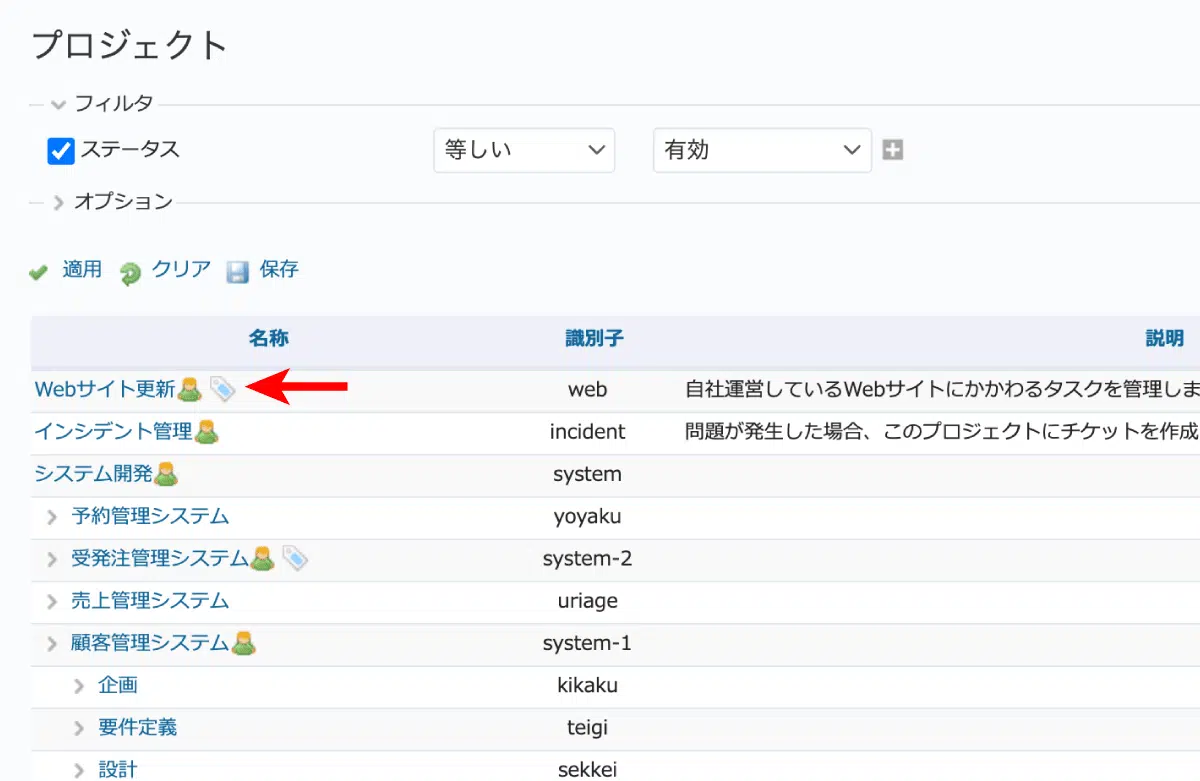 プロジェクト
フィルタ
ステータス 等しい 有効
オプション
適用 クリア 保存
名称 識別子 説明
Webサイト更新 web 自社運営しているWebサイトにかかわるタスクを管理しま
インシデント管理 incident 問題が発生した場合、このプロジェクトにチケットを作成
システム開発 system
予約管理システム yoyaku
受発注管理システム system-2
売上管理システム uriage
顧客管理システム system-1
企画 kikaku
要件定義 teigi
設計 sekkei